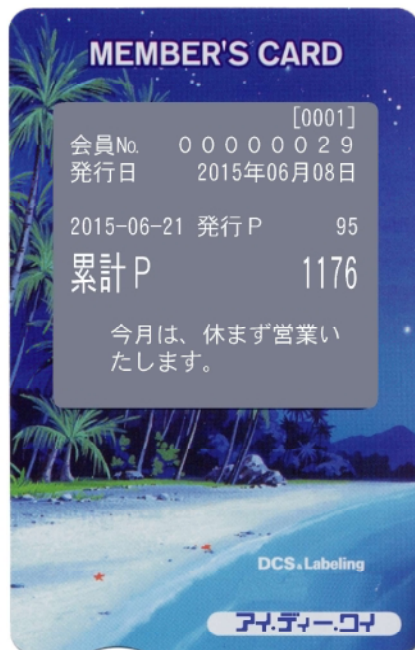 MEMBER'S CARD
[0001]
会員№ ００００００２９
発行日 2015年06月08日
2015-06-21 発行Ｐ 95
累計Ｐ 1176
今月は、休まず営業い
たします。
DCS.Labeling
アイ.ディー.ワイ